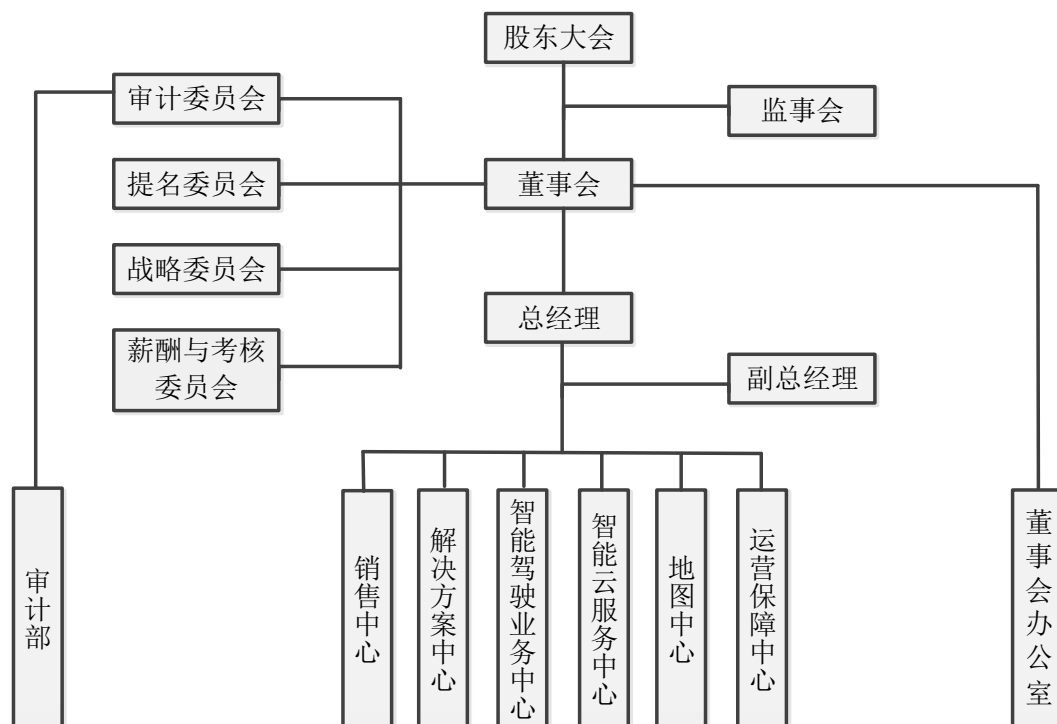 股东大会
审计委员会
监事会
提名委员会
董事会
战略委员会
总经理
薪酬与考核
委员会
副总经理
审计部
销售中心
解决方案中心
智能驾驶业务中心
智能云服务中心
地图中心
运营保障中心
董事会办公室